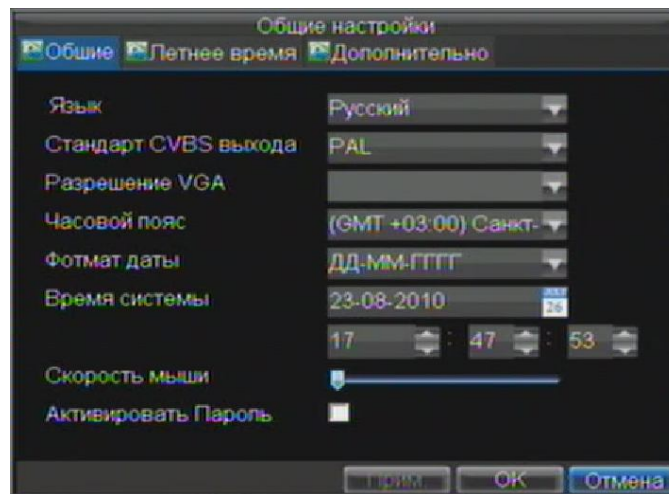 Общие настройки
Обшие Летнее время Дополнительно
Язык Русский
Стандарт CVBS выхода PAL
Разрешение VGA
Часовой пояс (GMT +03:00) Санкт-
Фотмат даты ДД-ММ-ГГГГ
Время системы 23-08-2010 26
17 : 47 : 53
Скорость мыши
Активировать Пароль
Прим. OK Отмена